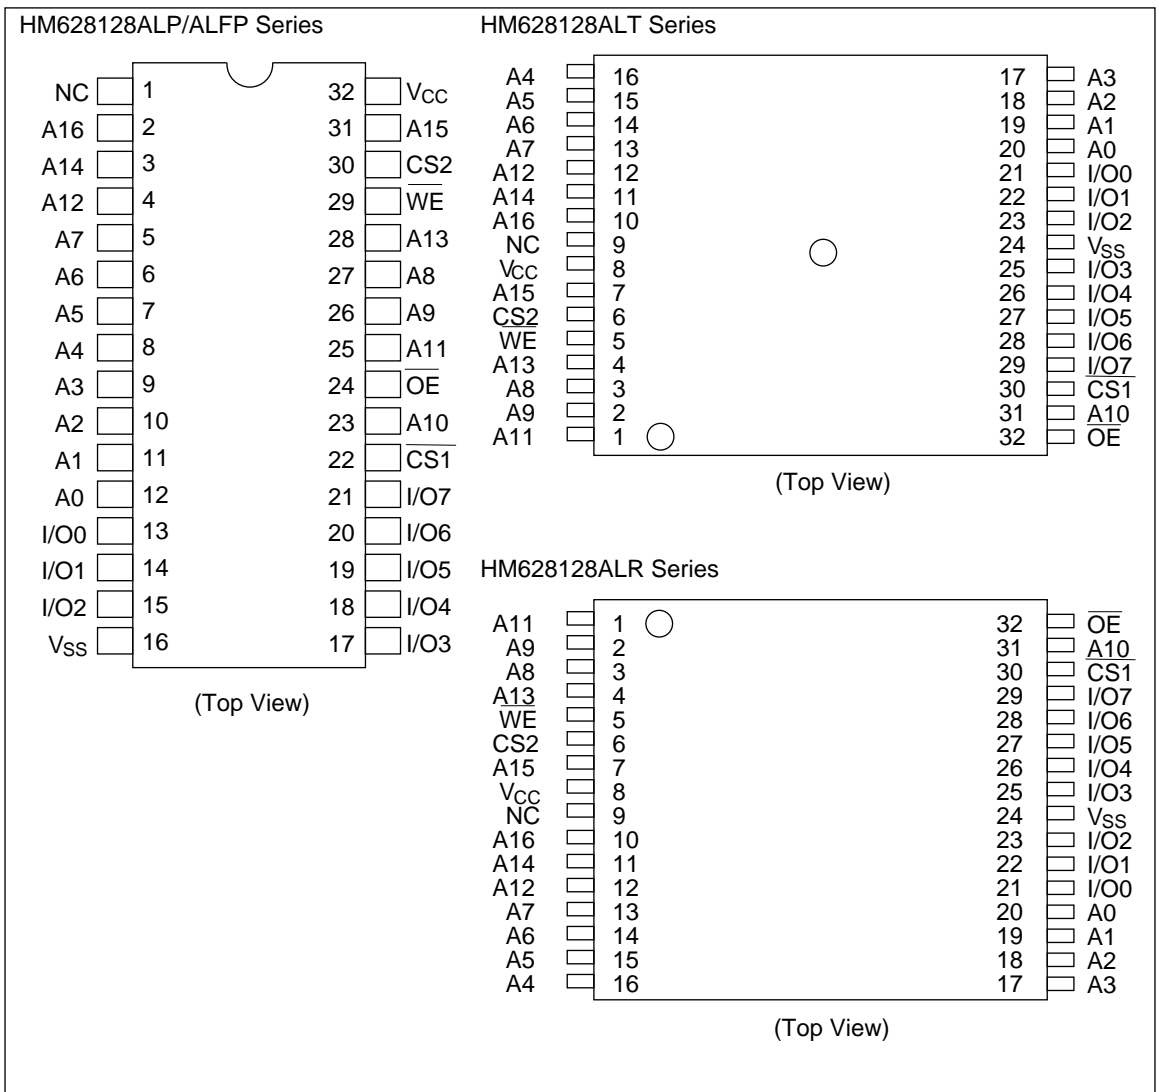 HM628128ALP/ALFP Series
NC 1 32 VCC
A16 2 31 A15
A14 3 30 CS2
A12 4 29 W̅E̅
A7 5 28 A13
A6 6 27 A8
A5 7 26 A9
A4 8 25 A11
A3 9 24 O̅E̅
A2 10 23 A10
A1 11 22 C̅S̅1̅
A0 12 21 I/O7
I/O0 13 20 I/O6
I/O1 14 19 I/O5
I/O2 15 18 I/O4
VSS 16 17 I/O3
(Top View)
HM628128ALT Series
A4 16 17 A3
A5 15 18 A2
A6 14 19 A1
A7 13 20 A0
A12 12 21 I/O0
A14 11 22 I/O1
A16 10 23 I/O2
NC 9 24 VSS
VCC 8 25 I/O3
A15 7 26 I/O4
CS2 6 27 I/O5
W̅E̅ 5 28 I/O6
A13 4 29 I/O7
A8 3 30 C̅S̅1̅
A9 2 31 A10
A11 1 32 O̅E̅
(Top View)
HM628128ALR Series
A11 1 32 O̅E̅
A9 2 31 A10
A8 3 30 C̅S̅1̅
A13 4 29 I/O7
W̅E̅ 5 28 I/O6
CS2 6 27 I/O5
A15 7 26 I/O4
VCC 8 25 I/O3
NC 9 24 VSS
A16 10 23 I/O2
A14 11 22 I/O1
A12 12 21 I/O0
A7 13 20 A0
A6 14 19 A1
A5 15 18 A2
A4 16 17 A3
(Top View)